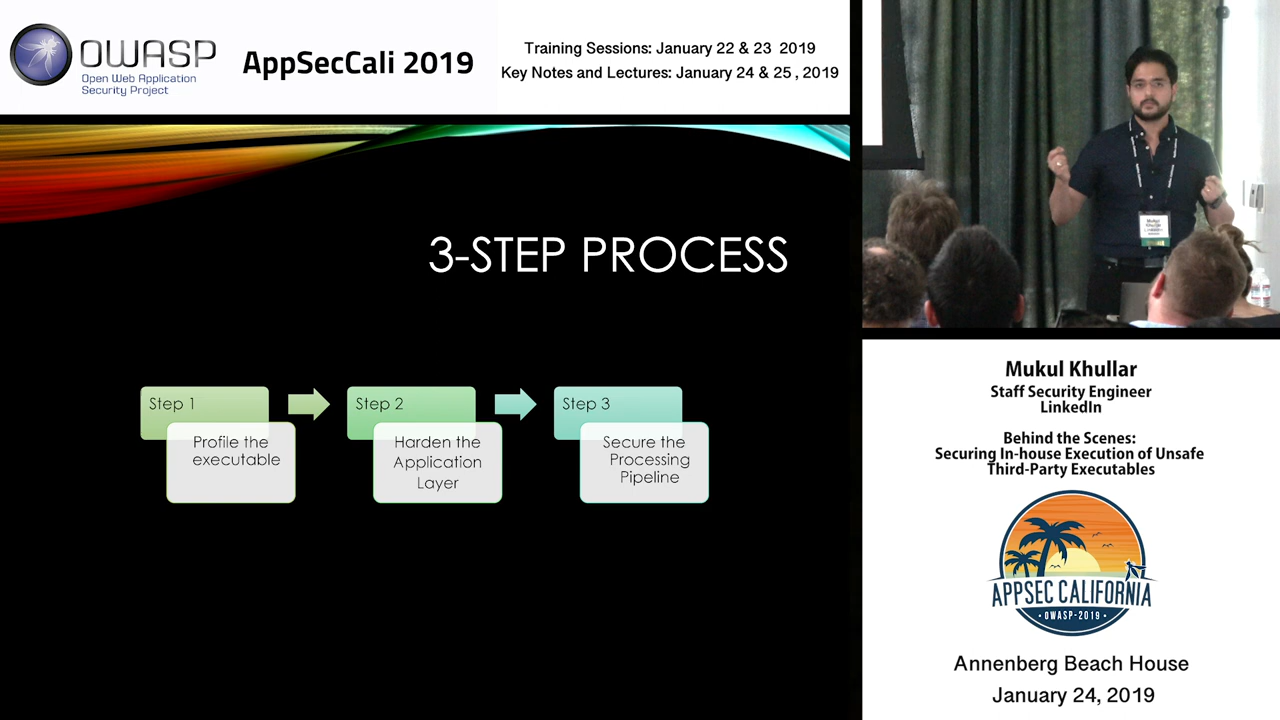 OWASP
Open Web Application
Security Project
AppSecCali 2019
Training Sessions: January 22 & 23 2019
Key Notes and Lectures: January 24 & 25 , 2019
3-STEP PROCESS
Step 1
Profile the
executable
Step 2
Harden the
Application
Layer
Step 3
Secure the
Processing
Pipeline
Mukul
Khullar
Mukul Khullar
Staff Security Engineer
LinkedIn
Behind the Scenes:
Securing In-house Execution of Unsafe
Third-Party Executables
APPSEC CALIFORNIA
• OWASP-2019 •
Annenberg Beach House
January 24, 2019